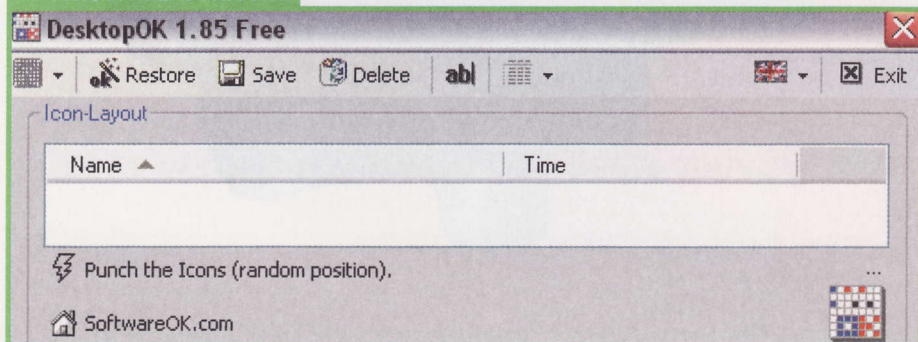 DesktopOK 1.85 Free
Restore Save Delete ab Exit
Icon-Layout
Name Time
Punch the Icons (random position).
...
SoftwareOK.com